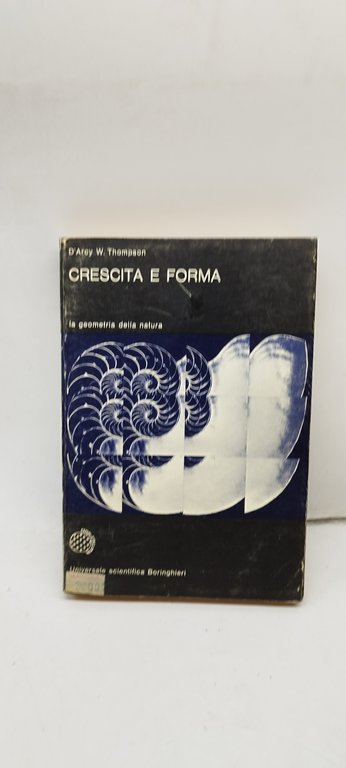 D'Arcy W. Thompson
CRESCITA E FORMA
la geometria della natura
Universale scientifica Boringhieri